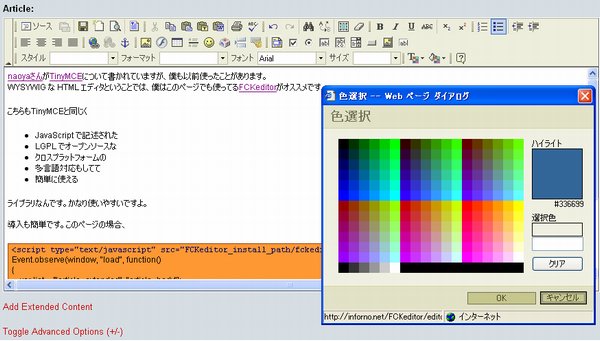 Article:
ソース
スタイル フォーマット フォント Arial サイズ
naoyaさんがTinyMCEについて書かれていますが、僕も以前使ったことがあります。
WYSYWIG な HTML エディタということでは、僕はこのページでも使てるFCKeditorがオススメです
こちらもTinyMCEと同じく
JavaScriptで記述された
LGPL でオープンソースな
クロスプラットフォームの
多言語対応もしてて
簡単に使える
ライブラリなんです。かなり使いやすいですよ。
導入も簡単です。このページの場合、
<script type="text/javascript" src="FCKeditor_install_path/fckedi
Event.observe(window, "load", function()
{
Add Extended Content
Toggle Advanced Options (+/-)
色選択 -- Web ページ ダイアログ
色選択
ハイライト
#336699
選択色
クリア
OK キャンセル
http://inforno.net/FCKeditor/edit インターネット